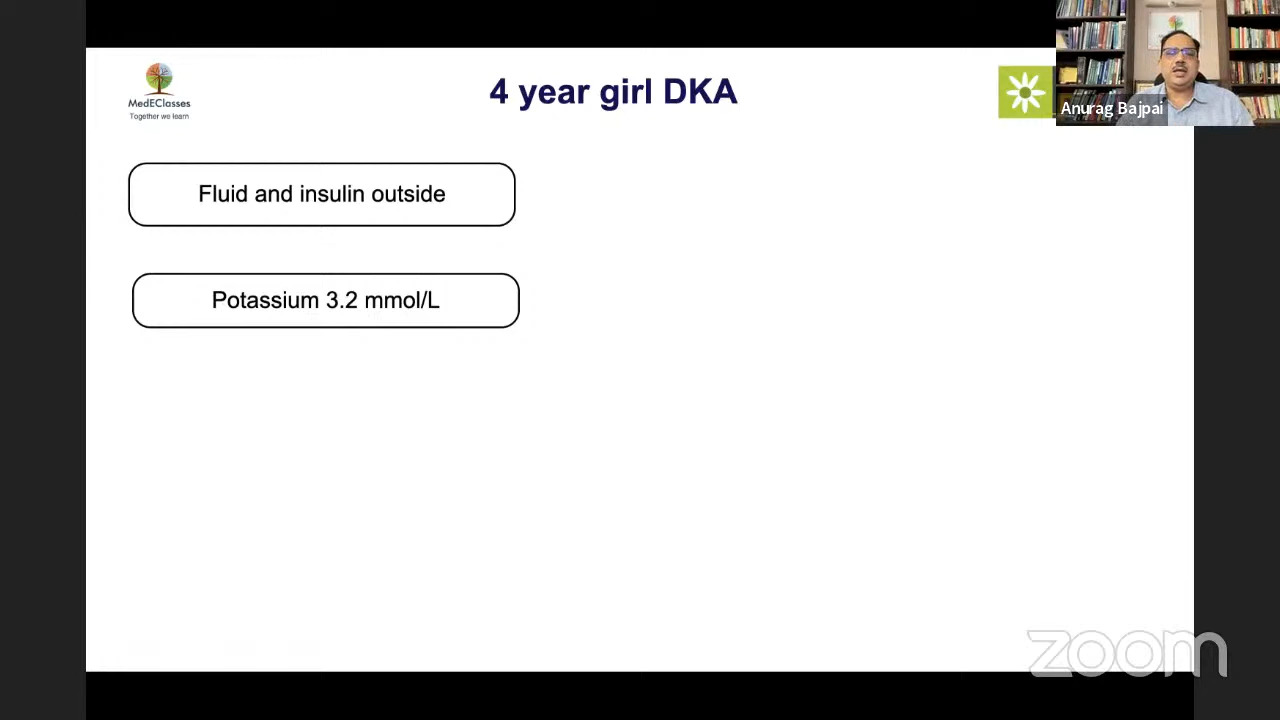 MedEClasses
Together we learn
4 year girl DKA
Anurag Bajpai
Fluid and insulin outside
Potassium 3.2 mmol/L
zoom